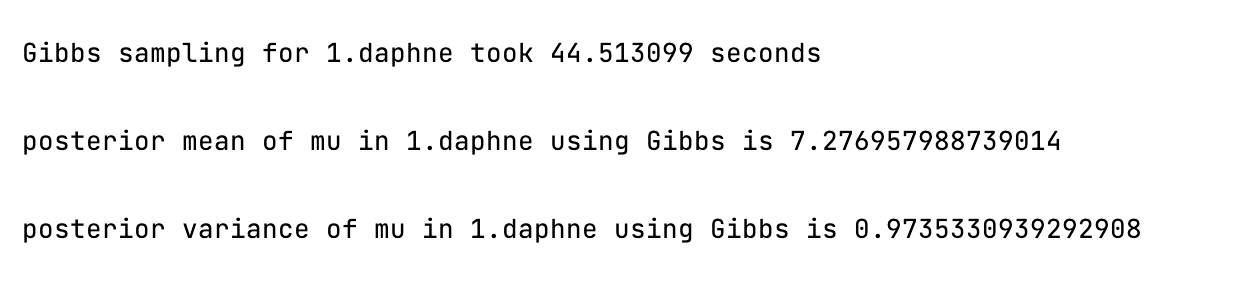 Gibbs sampling for 1.daphne took 44.513099 seconds
posterior mean of mu in 1.daphne using Gibbs is 7.276957988739014
posterior variance of mu in 1.daphne using Gibbs is 0.9735330939292908